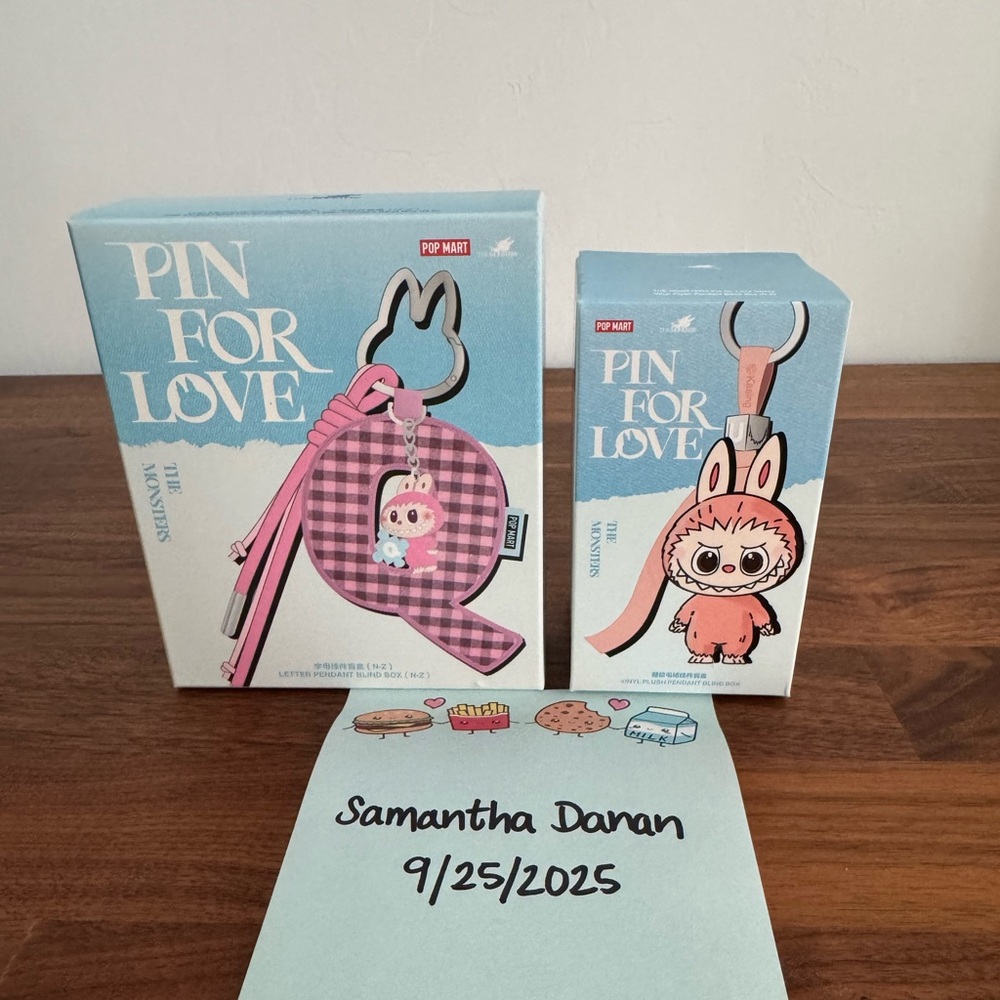 PIN
FOR
LOVE
POP MART
THE
MONSTERS
POP MART
字母挂件盲盒 ( N-Z )
LETTER PENDANT BLIND BOX ( N-Z )
POP MART
PIN
FOR
LOVE
THE
MONSTERS
VINYL PLUSH PENDANT BLIND BOX
MILK
Samantha Danan
9/25/2025